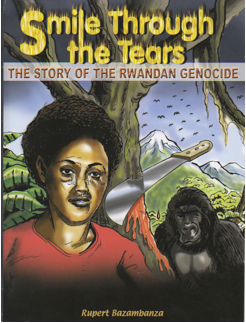 Smile Through
the Tears
THE STORY OF THE RWANDAN GENOCIDE
Rupert Bazambanza